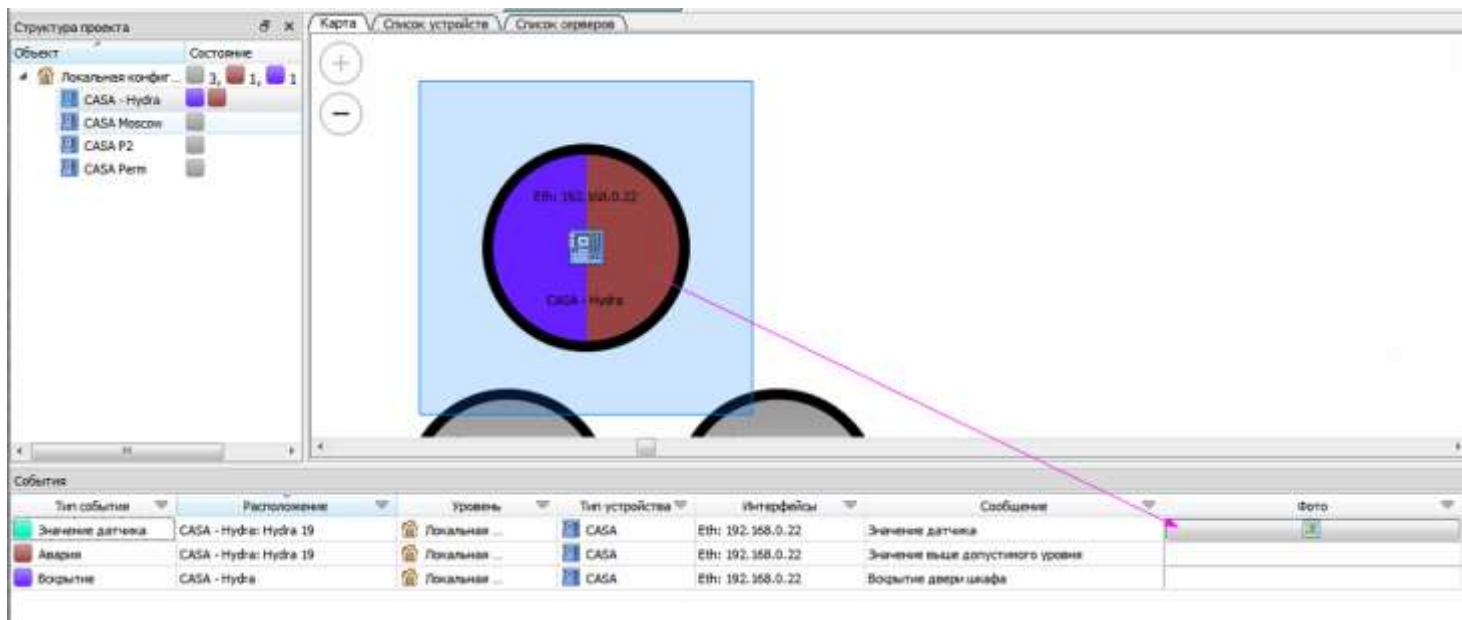 Структура проекта
Карта Список устройств Список серверов
Объект Состояние
Локальная конфиг... 3, 1, 1
CASA - Hydra
CASA Moscow
CASA P2
CASA Perm
Eth: 192.168.0.22
CASA - Hydra
События
Тип события Расположение Уровень Тип устройства Интерфейсы Сообщение Фото
Значение датчика CASA - Hydra: Hydra 19 Локальная ... CASA Eth: 192.168.0.22 Значение датчика
Авария CASA - Hydra: Hydra 19 Локальная ... CASA Eth: 192.168.0.22 Значение выше допустимого уровня
Вскрытие CASA - Hydra Локальная ... CASA Eth: 192.168.0.22 Вскрытие двери шкафа